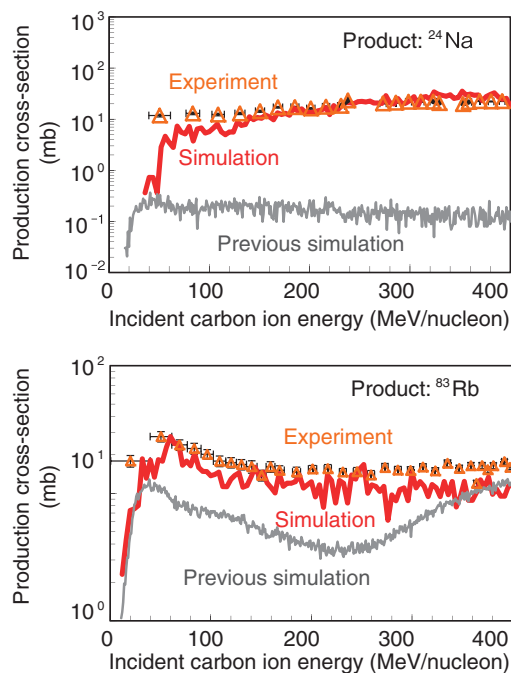 Product: ²⁴Na
Experiment
Simulation
Previous simulation
Production cross-section
(mb)
10³
10²
10¹
10⁰
10⁻¹
10⁻²
0 100 200 300 400
Incident carbon ion energy (MeV/nucleon)
Product: ⁸³Rb
Experiment
Simulation
Previous simulation
Production cross-section
(mb)
10²
10¹
10⁰
0 100 200 300 400
Incident carbon ion energy (MeV/nucleon)